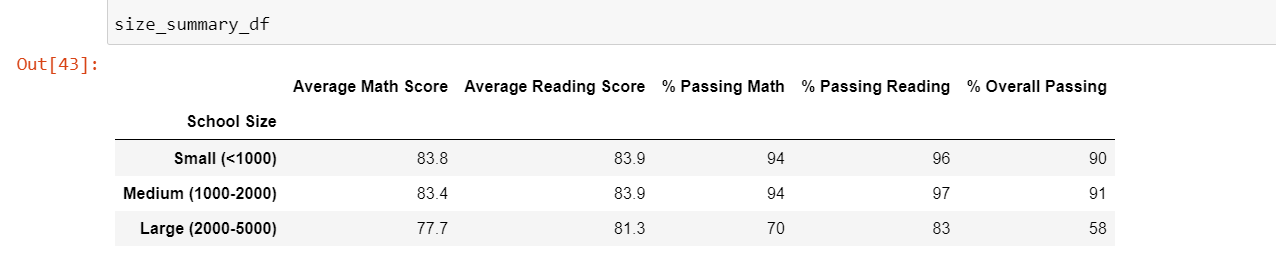 size_summary_df
Out[43]:
Average Math Score Average Reading Score % Passing Math % Passing Reading % Overall Passing
School Size
Small (<1000) 83.8 83.9 94 96 90
Medium (1000-2000) 83.4 83.9 94 97 91
Large (2000-5000) 77.7 81.3 70 83 58